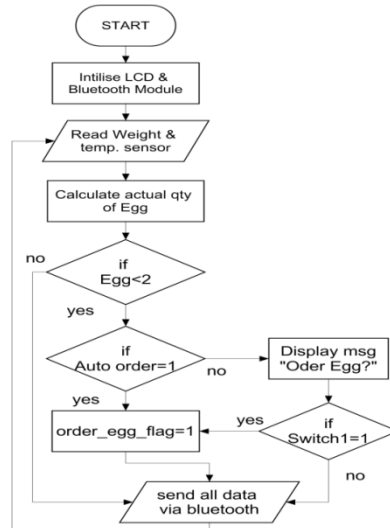 START
Intilise LCD &
Bluetooth Module
Read Weight &
temp. sensor
Calculate actual qty
of Egg
no
if
Egg<2
yes
if
Auto order=1
no
Display msg
"Oder Egg?"
yes
order_egg_flag=1
yes
if
Switch1=1
no
send all data
via bluetooth